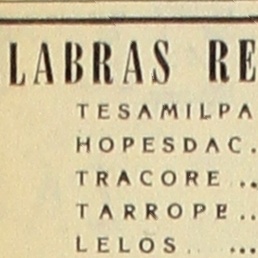 LABRAS RE
TESAMILPA
HOPESDAC.
TRACORE ..
TARROPE ..
LELOS .. ...